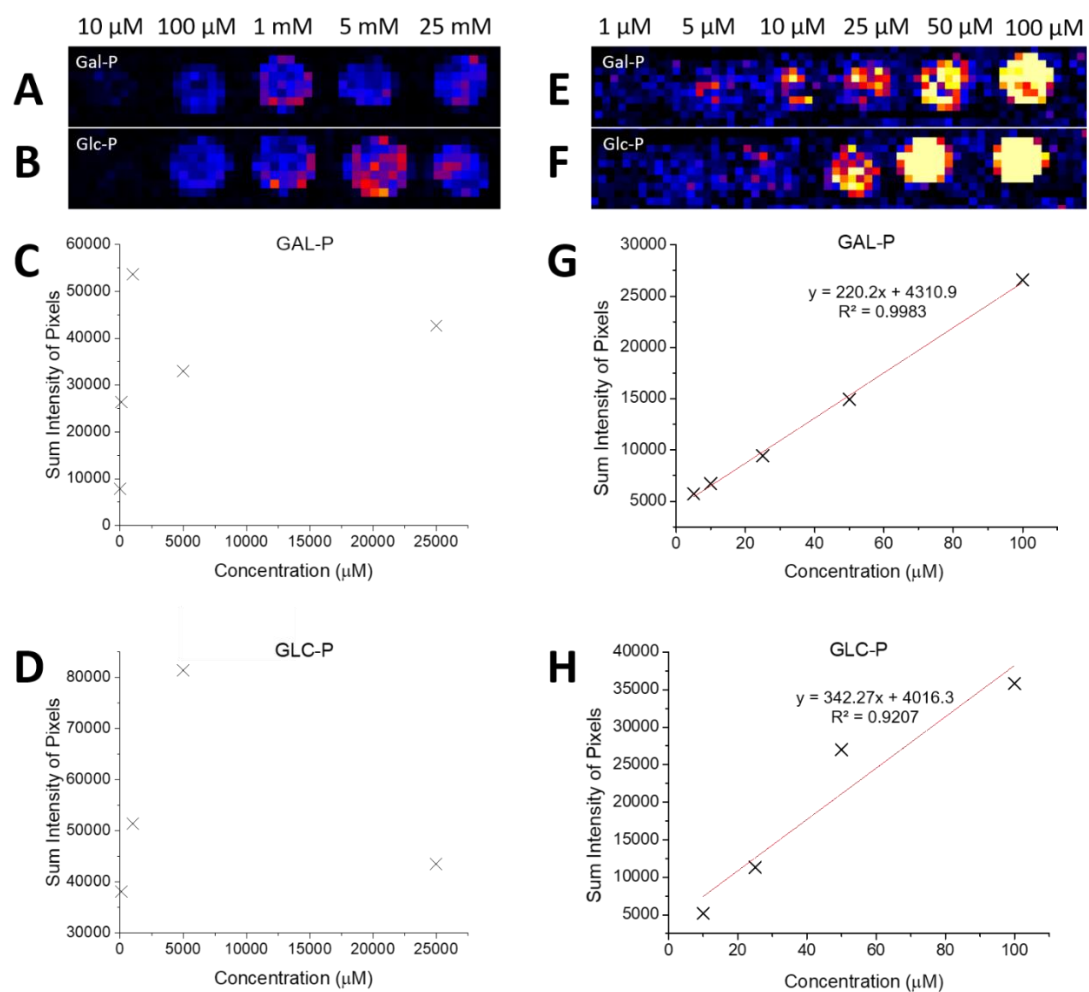 10 μM 100 μM 1 mM 5 mM 25 mM
A
Gal-P
B
Glc-P
1 μM 5 μM 10 μM 25 μM 50 μM 100 μM
E
Gal-P
F
Glc-P
C
GAL-P
Sum Intensity of Pixels
60000
50000
40000
30000
20000
10000
0
0 5000 10000 15000 20000 25000
Concentration (μM)
G
GAL-P
y = 220.2x + 4310.9
R² = 0.9983
Sum Intensity of Pixels
30000
25000
20000
15000
10000
5000
0 20 40 60 80 100
Concentration (μM)
D
GLC-P
Sum Intensity of Pixels
80000
70000
60000
50000
40000
30000
0 5000 10000 15000 20000 25000
Concentration (μM)
H
GLC-P
y = 342.27x + 4016.3
R² = 0.9207
Sum Intensity of Pixels
40000
35000
30000
25000
20000
15000
10000
5000
0 20 40 60 80 100
Concentration (μM)